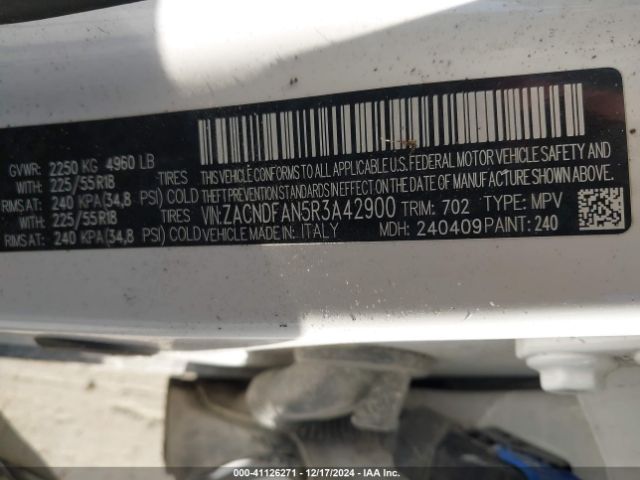 GVWR: 2250 KG 4960 LB
WITH: 225/55R18 TIRES
RIMS AT: 240 KPA (34,8 PSI) COLD
WITH: 225/55R18 TIRES
RIMS AT: 240 KPA (34,8 PSI) COLD
THIS VEHICLE CONFORMS TO ALL APPLICABLE U.S. FEDERAL MOTOR VEHICLE SAFETY AND
THEFT PREVENTION STANDARDS IN EFFECT ON THE DATE OF MANUFACTURE SHOWN ABOVE.
VIN: ZACNDFAN5R3A42900 TRIM: 702 TYPE: MPV
VEHICLE MADE IN: ITALY MDH: 240409 PAINT: 240
000-41126271 - 12/17/2024 - IAA Inc.